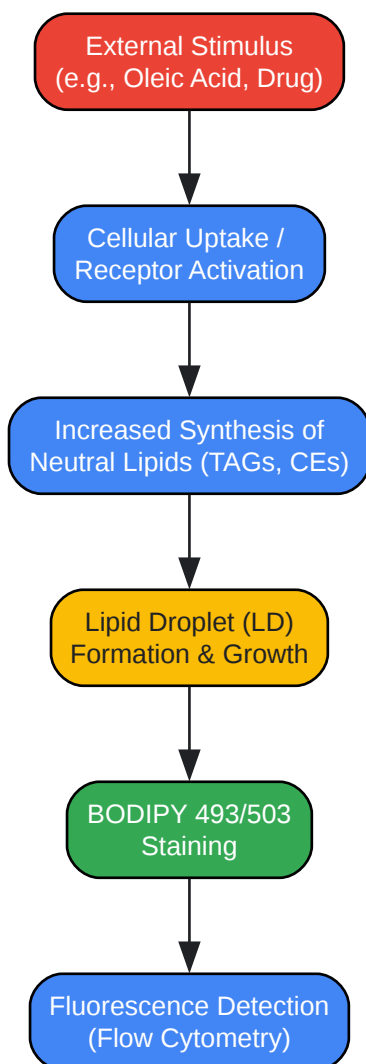 External Stimulus
(e.g., Oleic Acid, Drug)
Cellular Uptake /
Receptor Activation
Increased Synthesis of
Neutral Lipids (TAGs, CEs)
Lipid Droplet (LD)
Formation & Growth
BODIPY 493/503
Staining
Fluorescence Detection
(Flow Cytometry)